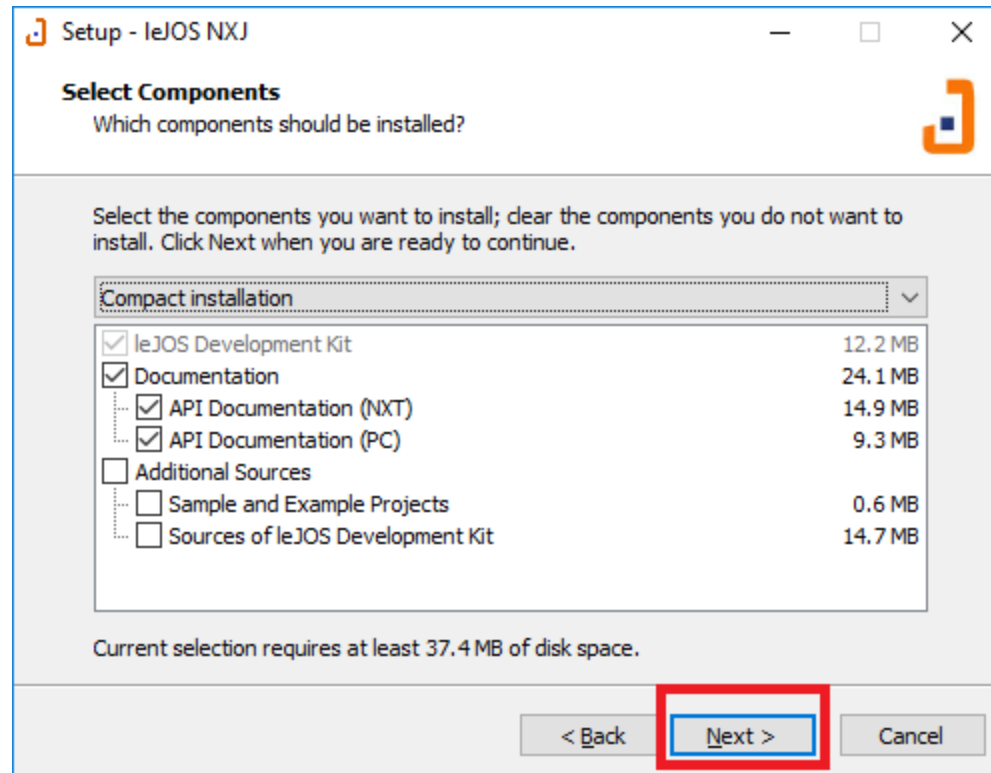 Setup - leJOS NXJ
Select Components
Which components should be installed?
Select the components you want to install; clear the components you do not want to
install. Click Next when you are ready to continue.
Compact installation
leJOS Development Kit 12.2 MB
Documentation 24.1 MB
API Documentation (NXT) 14.9 MB
API Documentation (PC) 9.3 MB
Additional Sources
Sample and Example Projects 0.6 MB
Sources of leJOS Development Kit 14.7 MB
Current selection requires at least 37.4 MB of disk space.
< Back Next > Cancel